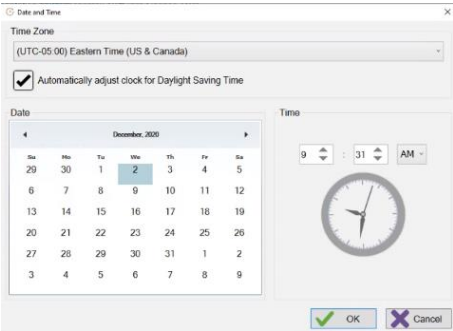 Date and Time
Time Zone
(UTC-05:00) Eastern Time (US & Canada)
Automatically adjust clock for Daylight Saving Time
Date
Time
December, 2020
Su Mo Tu We Th Fr Sa
29 30 1 2 3 4 5
6 7 8 9 10 11 12
13 14 15 16 17 18 19
20 21 22 23 24 25 26
27 28 29 30 31 1 2
3 4 5 6 7 8 9
9 : 31 AM
OK
Cancel